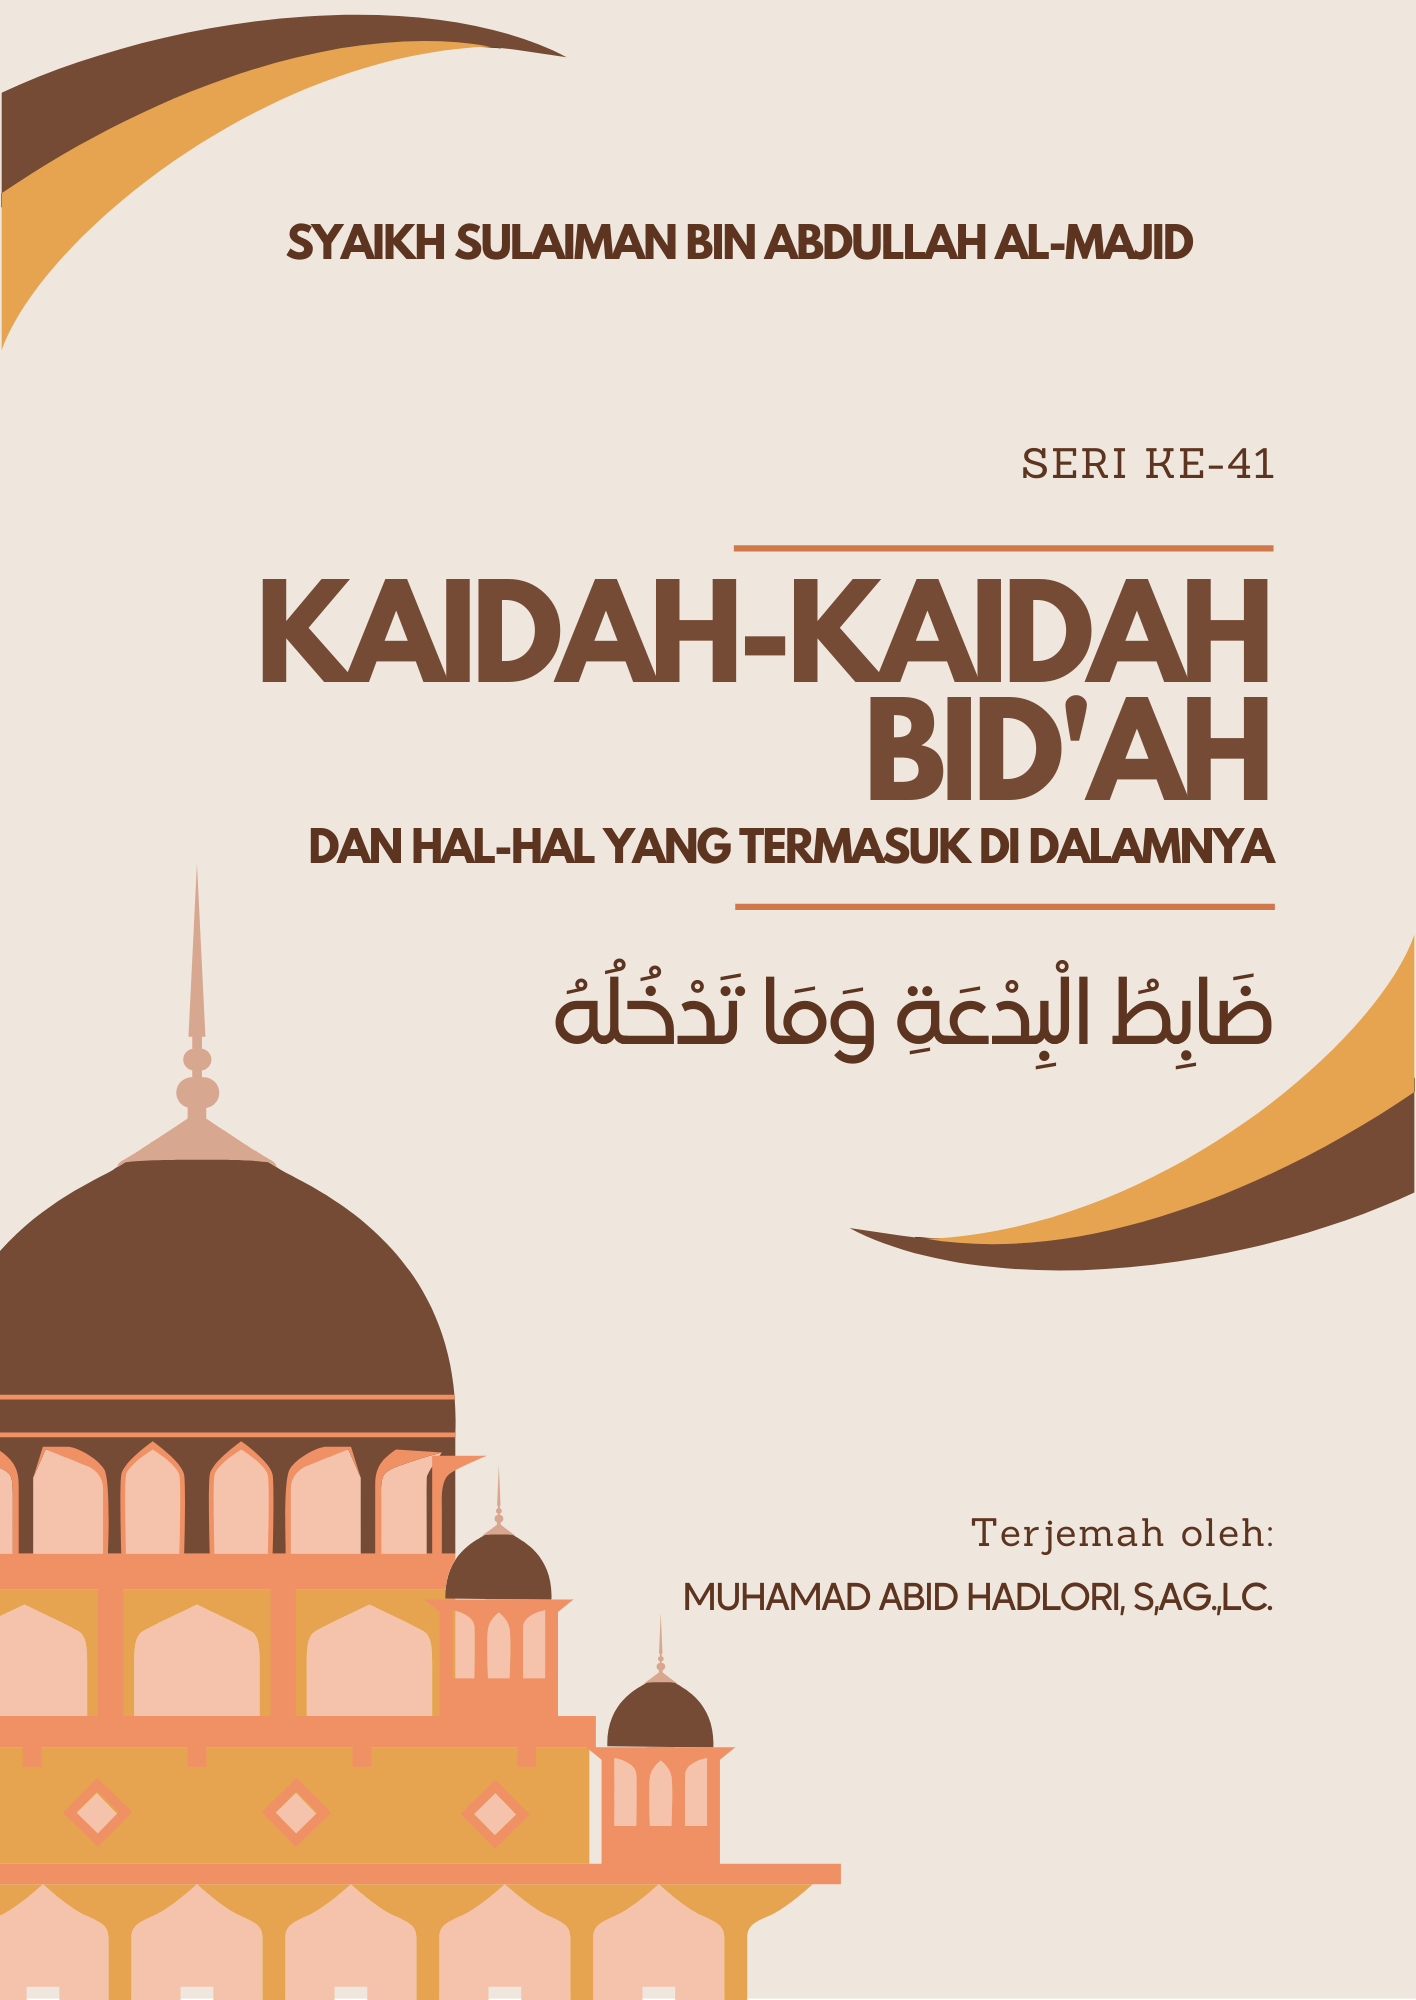 SYAIKH SULAIMAN BIN ABDULLAH AL-MAJID
SERI KE-41
KAIDAH-KAIDAH
BID'AH
DAN HAL-HAL YANG TERMASUK DI DALAMNYA
ضَابِطُ الْبِدْعَةِ وَمَا تَدْخُلُهُ
Terjemah oleh:
MUHAMAD ABID HADLORI, S,AG.,LC.